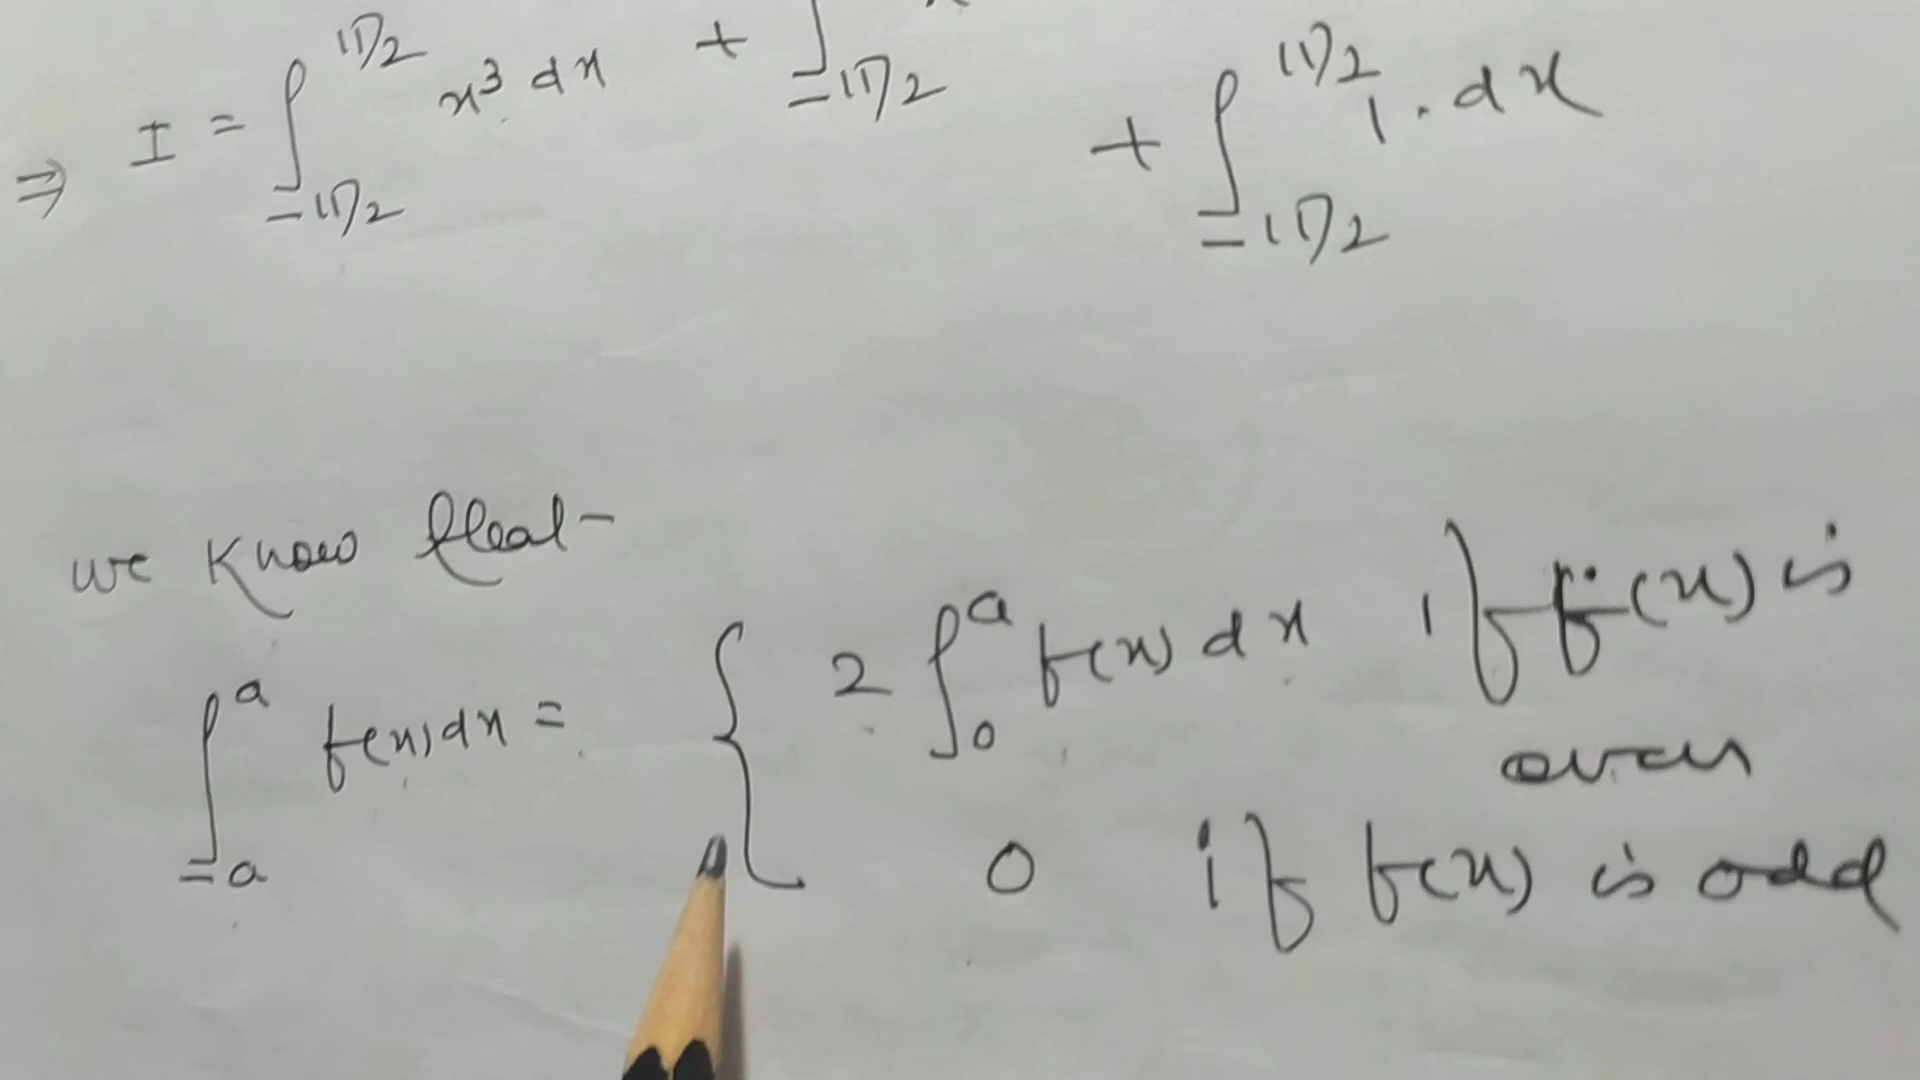 ⇒ I = ∫_{-π/2}^{π/2} x³ dx + ∫_{-π/2}
+ ∫_{-π/2}^{π/2} 1 . dx
we know that
∫_{-a}^{a} f(x) dx = { 2 ∫_{0}^{a} f(x) dx if f(x) is
even
0 if f(x) is odd